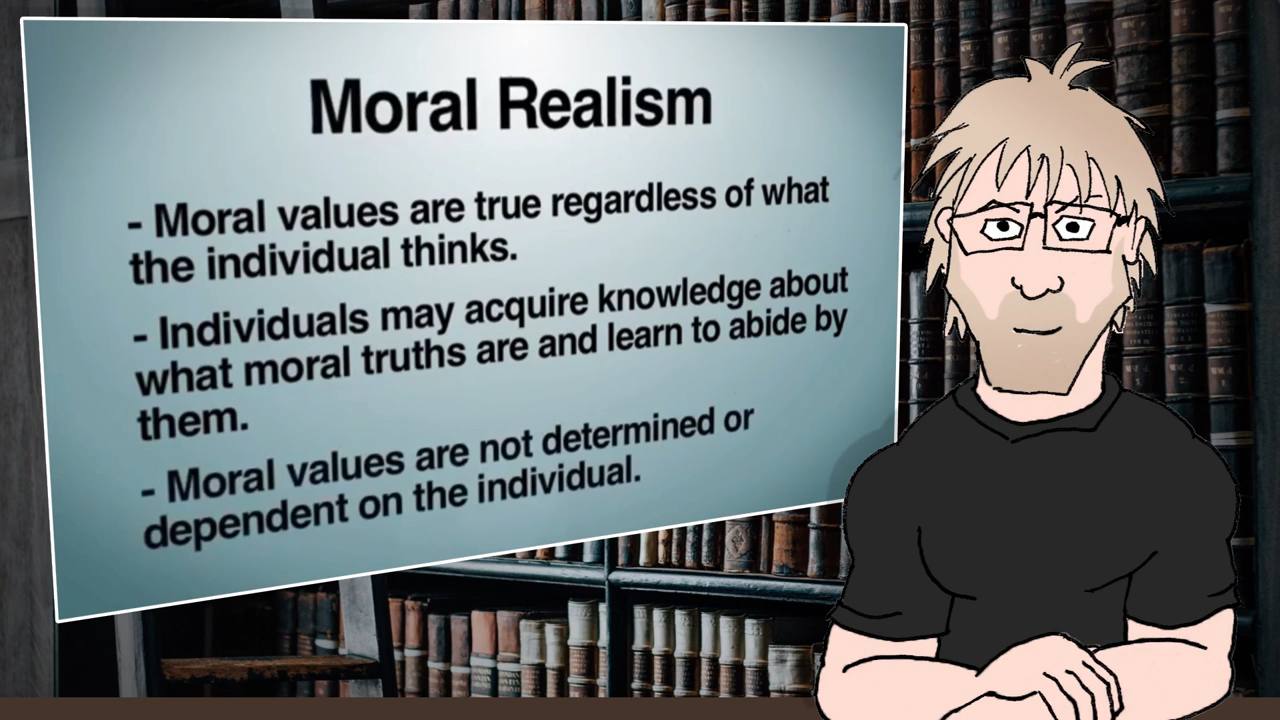 Moral Realism
- Moral values are true regardless of what
the individual thinks.
- Individuals may acquire knowledge about
what moral truths are and learn to abide by
them.
- Moral values are not determined or
dependent on the individual.